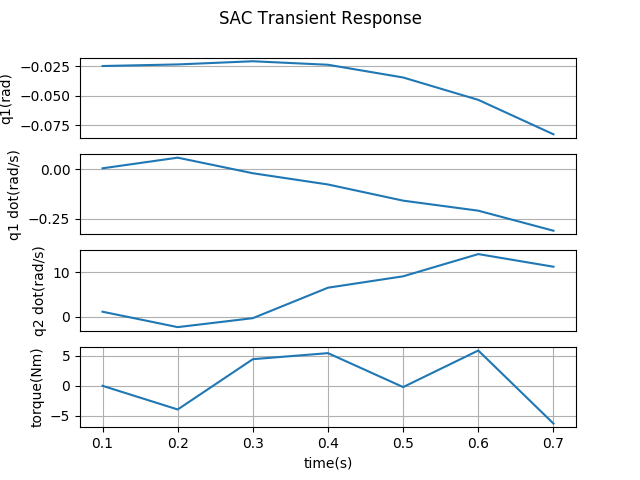 SAC Transient Response
q1(rad)
−0.025
−0.050
−0.075
q1 dot(rad/s)
0.00
−0.25
q2 dot(rad/s)
10
0
torque(Nm)
5
0
−5
0.1 0.2 0.3 0.4 0.5 0.6 0.7
time(s)